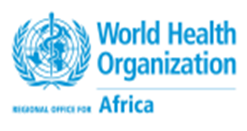 World Health
Organization
REGIONAL OFFICE FOR Africa